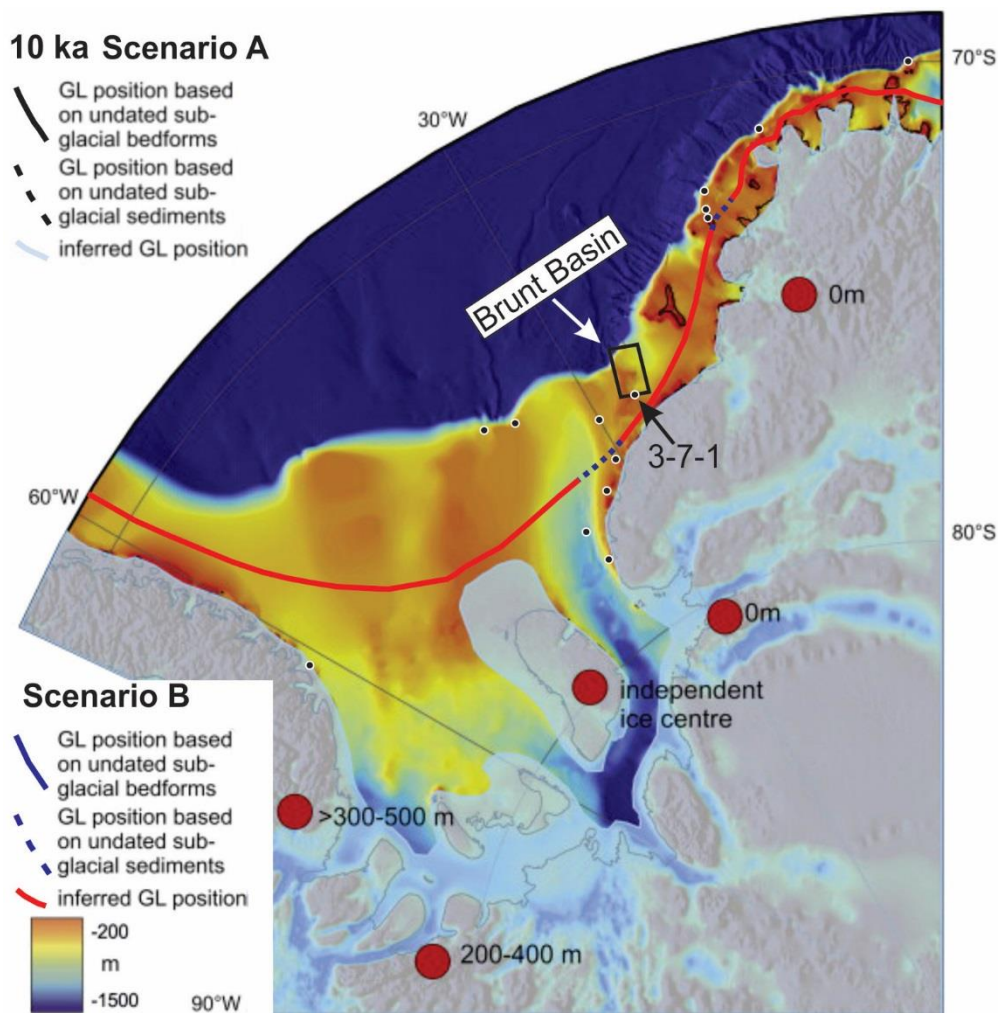 10 ka Scenario A
GL position based
on undated sub-
glacial bedforms
GL position based
on undated sub-
glacial sediments
inferred GL position
30°W
70°S
Brunt Basin
0m
3-7-1
60°W
80°S
0m
independent
ice centre
Scenario B
GL position based
on undated sub-
glacial bedforms
GL position based
on undated sub-
glacial sediments
inferred GL position
>300-500 m
200-400 m
-200
m
-1500
90°W